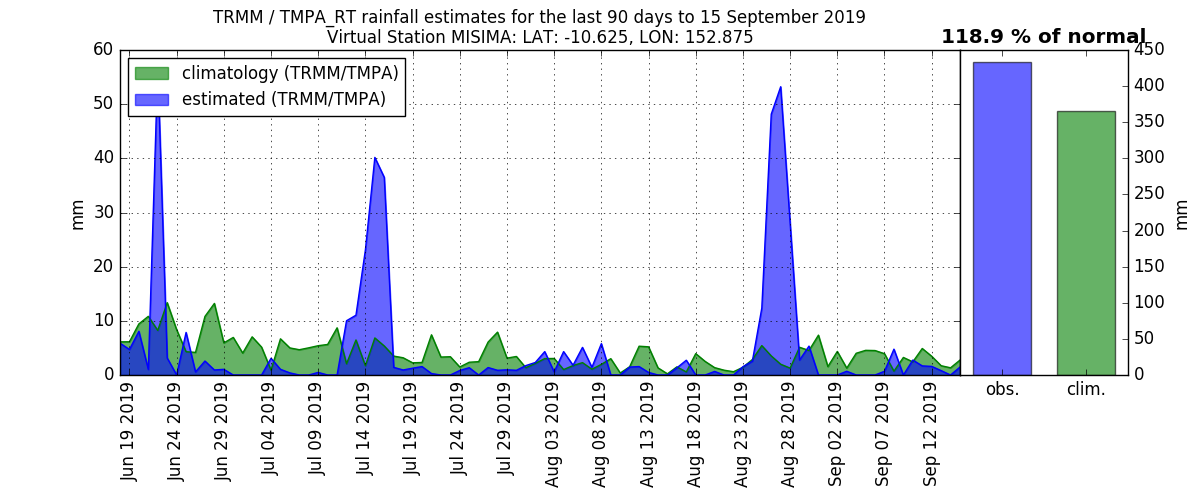 TRMM / TMPA_RT rainfall estimates for the last 90 days to 15 September 2019
Virtual Station MISIMA: LAT: -10.625, LON: 152.875
118.9 % of normal
climatology (TRMM/TMPA)
estimated (TRMM/TMPA)
60
50
40
30
20
10
0
mm
450
400
350
300
250
200
150
100
50
0
mm
Jun 19 2019
Jun 24 2019
Jun 29 2019
Jul 04 2019
Jul 09 2019
Jul 14 2019
Jul 19 2019
Jul 24 2019
Jul 29 2019
Aug 03 2019
Aug 08 2019
Aug 13 2019
Aug 18 2019
Aug 23 2019
Aug 28 2019
Sep 02 2019
Sep 07 2019
Sep 12 2019
obs.
clim.